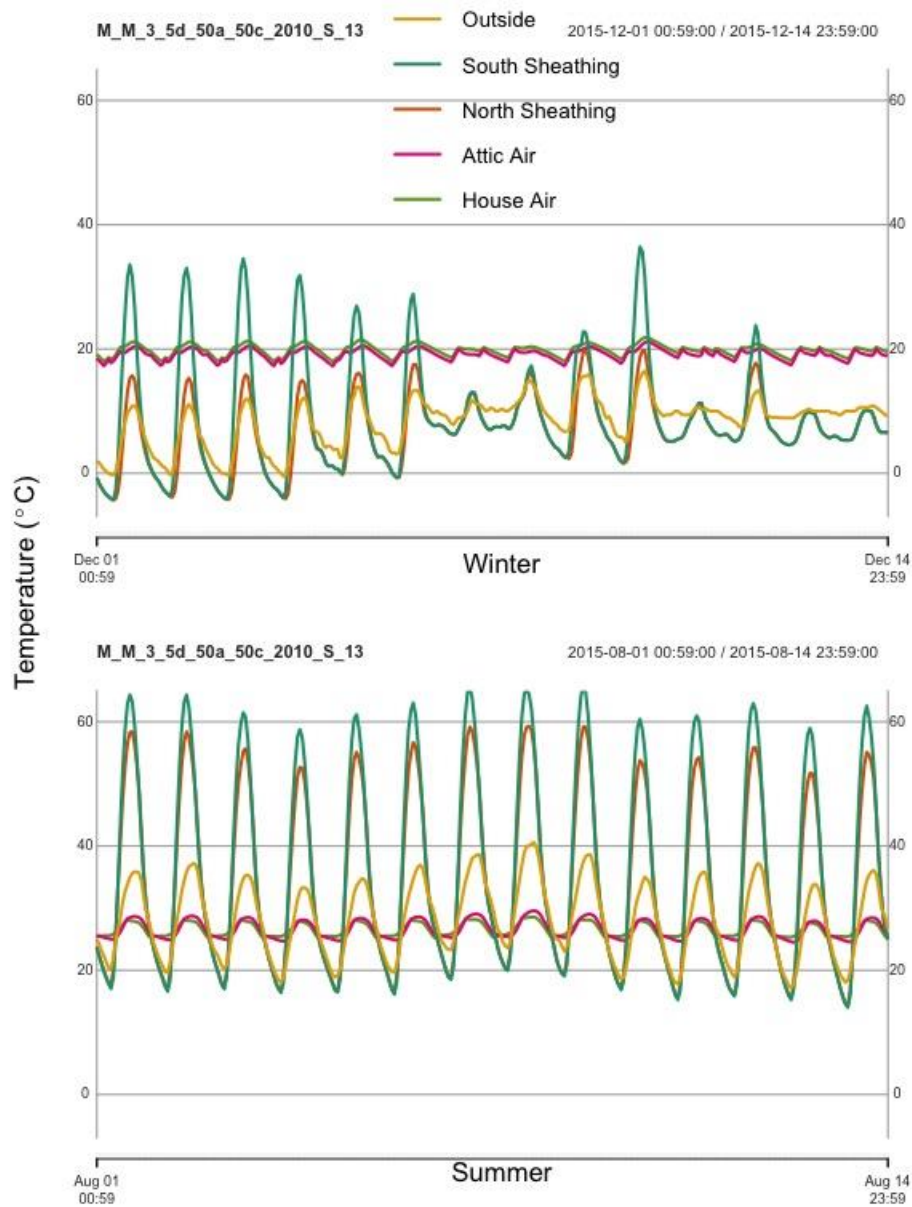 M_M_3_5d_50a_50c_2010_S_13
2015-12-01 00:59:00 / 2015-12-14 23:59:00
Outside
South Sheathing
North Sheathing
Attic Air
House Air
60 60
40 40
20 20
0 0
Dec 01
00:59
Winter
Dec 14
23:59
Temperature (°C)
M_M_3_5d_50a_50c_2010_S_13
2015-08-01 00:59:00 / 2015-08-14 23:59:00
60 60
40 40
20 20
0 0
Aug 01
00:59
Summer
Aug 14
23:59